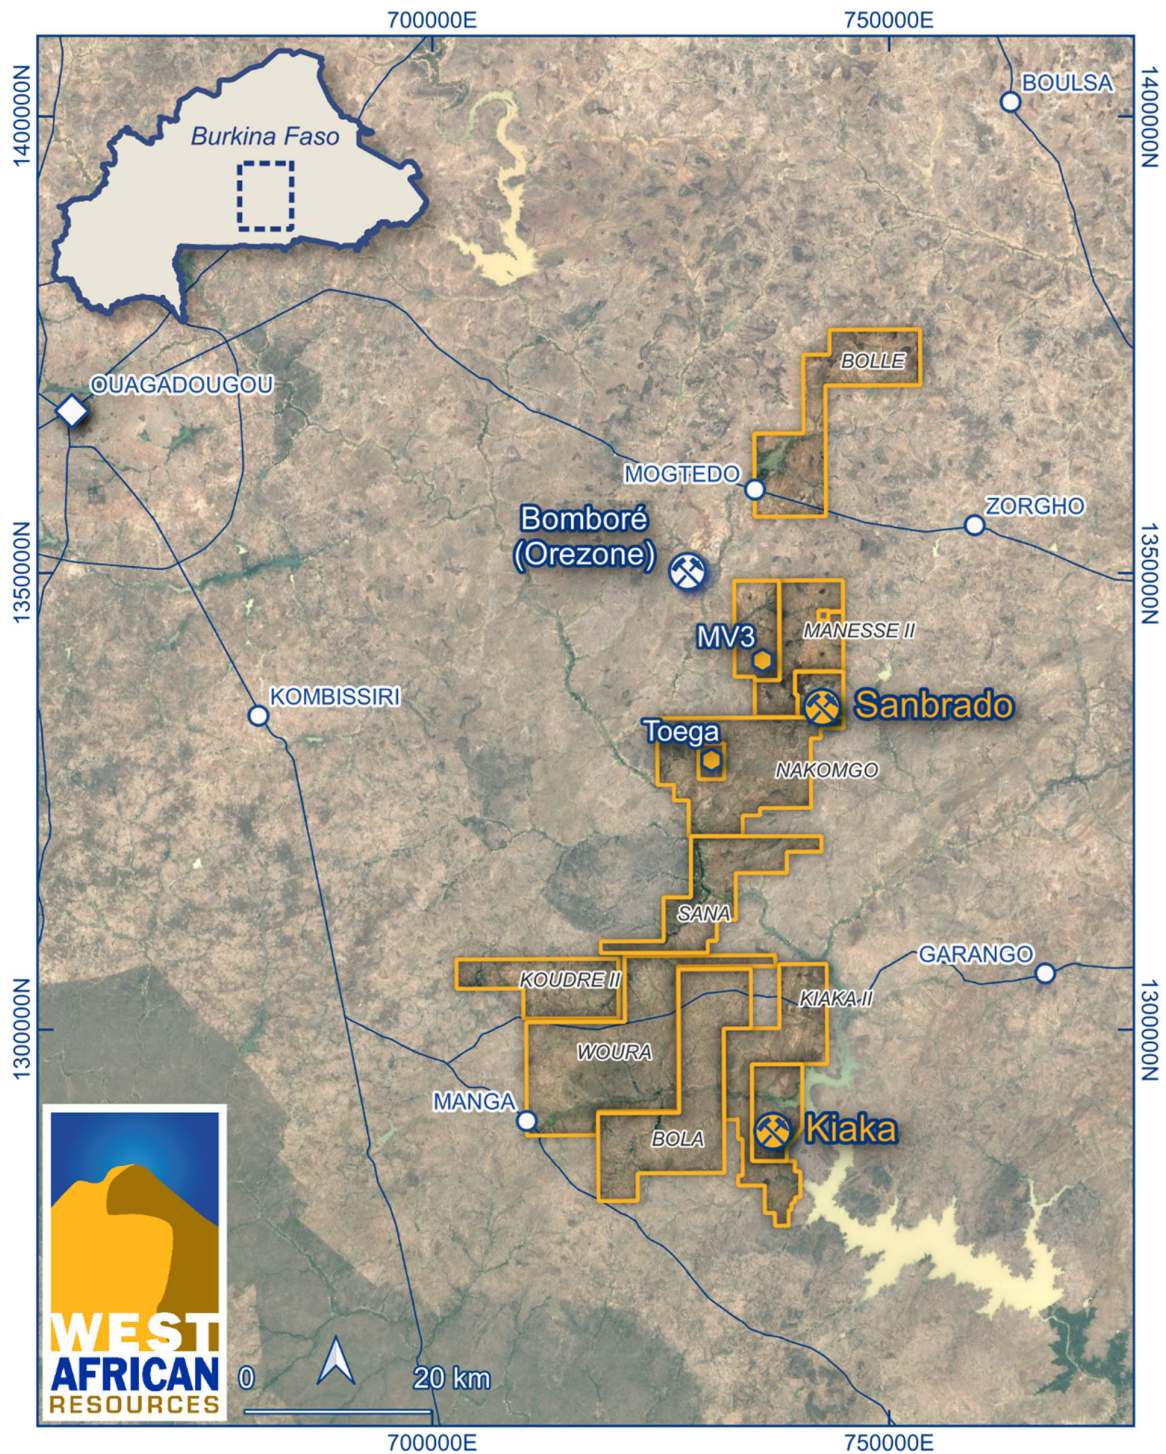 700000E
750000E
1400000N
1400000N
BOULSA
Burkina Faso
BOLLE
OUAGADOUGOU
MOGTEDO
ZORGHO
Bomboré
(Orezone)
1350000N
1350000N
MV3
MANESSE II
KOMBISSIRI
Sanbrado
Toega
NAKOMGO
SANA
GARANGO
KOUDRE II
KIAKA II
1300000N
1300000N
WOURA
MANGA
BOLA
Kiaka
WEST
AFRICAN
RESOURCES
0 20 km
700000E
750000E